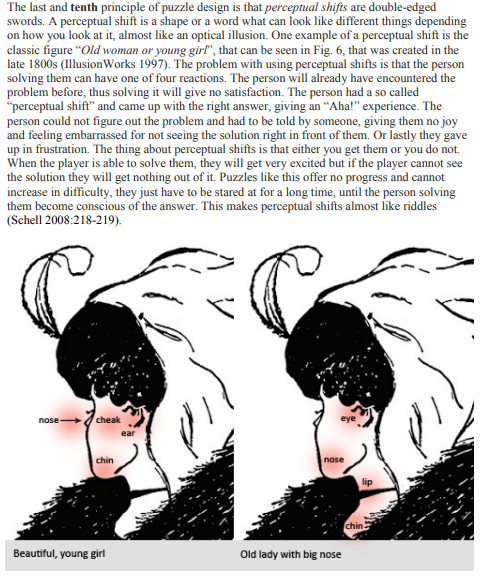 The last and tenth principle of puzzle design is that perceptual shifts are double-edged
swords. A perceptual shift is a shape or a word what can look like different things depending
on how you look at it, almost like an optical illusion. One example of a perceptual shift is the
classic figure “Old woman or young girl”, that can be seen in Fig. 6, that was created in the
late 1800s (IllusionWorks 1997). The problem with using perceptual shifts is that the person
solving them can have one of four reactions. The person will already have encountered the
problem before, thus solving it will give no satisfaction. The person had a so called
“perceptual shift” and came up with the right answer, giving an “Aha!” experience. The
person could not figure out the problem and had to be told by someone, giving them no joy
and feeling embarrassed for not seeing the solution right in front of them. Or lastly they gave
up in frustration. The thing about perceptual shifts is that either you get them or you do not.
When the player is able to solve them, they will get very excited but if the player cannot see
the solution they will get nothing out of it. Puzzles like this offer no progress and cannot
increase in difficulty, they just have to be stared at for a long time, until the person solving
them become conscious of the answer. This makes perceptual shifts almost like riddles
(Schell 2008:218-219).
nose
cheak
ear
chin
eye
nose
lip
chin
Beautiful, young girl
Old lady with big nose